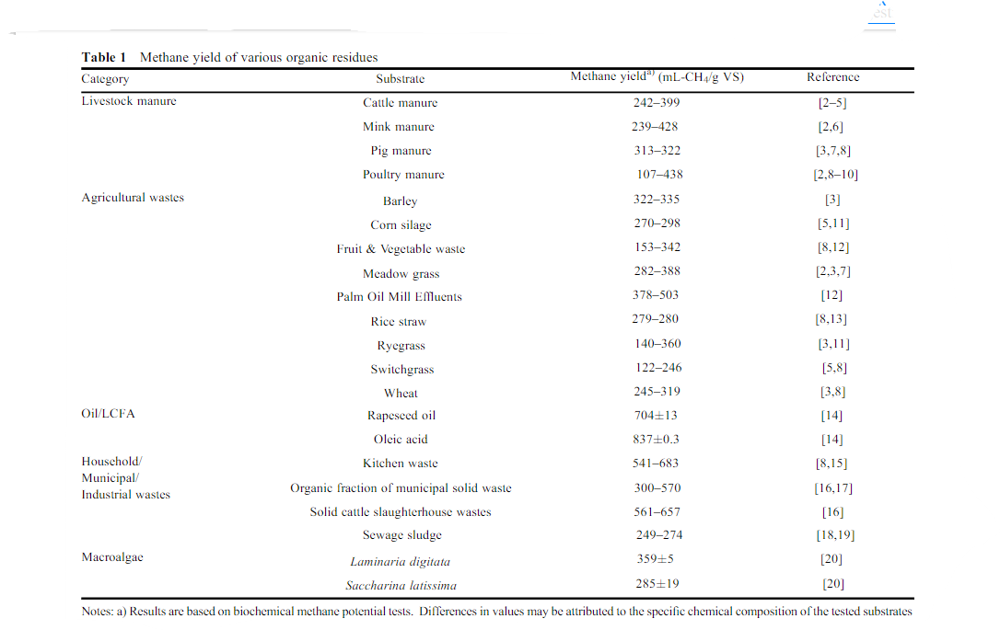 est
Table 1 Methane yield of various organic residues
Category Substrate Methane yield a) (mL-CH4/g VS) Reference
Livestock manure Cattle manure 242–399 [2–5]
Mink manure 239–428 [2,6]
Pig manure 313–322 [3,7,8]
Poultry manure 107–438 [2,8–10]
Agricultural wastes Barley 322–335 [3]
Corn silage 270–298 [5,11]
Fruit & Vegetable waste 153–342 [8,12]
Meadow grass 282–388 [2,3,7]
Palm Oil Mill Effluents 378–503 [12]
Rice straw 279–280 [8,13]
Ryegrass 140–360 [3,11]
Switchgrass 122–246 [5,8]
Wheat 245–319 [3,8]
Oil/LCFA Rapeseed oil 704±13 [14]
Oleic acid 837±0.3 [14]
Household/ Kitchen waste 541–683 [8,15]
Municipal/
Industrial wastes Organic fraction of municipal solid waste 300–570 [16,17]
Solid cattle slaughterhouse wastes 561–657 [16]
Sewage sludge 249–274 [18,19]
Macroalgae Laminaria digitata 359±5 [20]
Saccharina latissima 285±19 [20]
Notes: a) Results are based on biochemical methane potential tests. Differences in values may be attributed to the specific chemical composition of the tested substrates